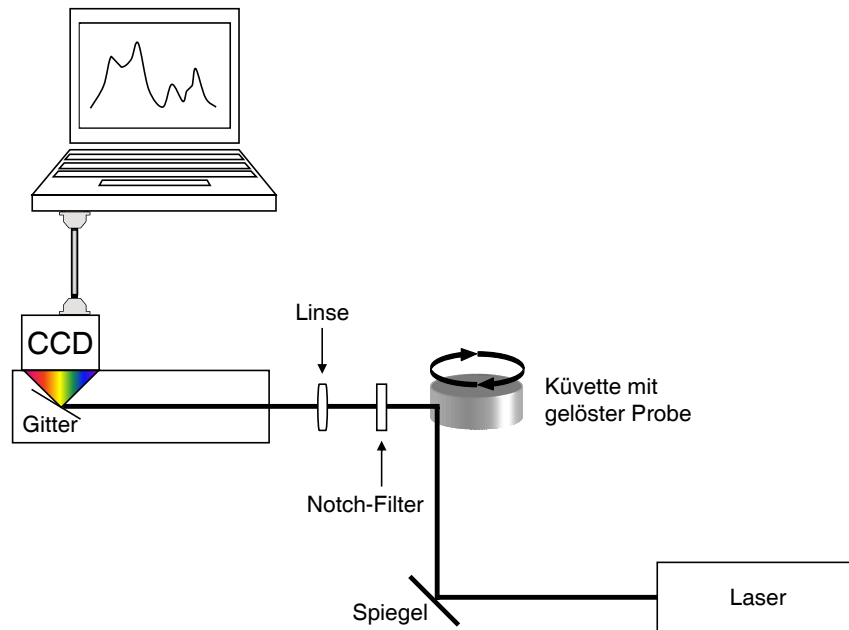 CCD
Linse
Gitter
Küvette mit
gelöster Probe
Notch-Filter
Spiegel
Laser